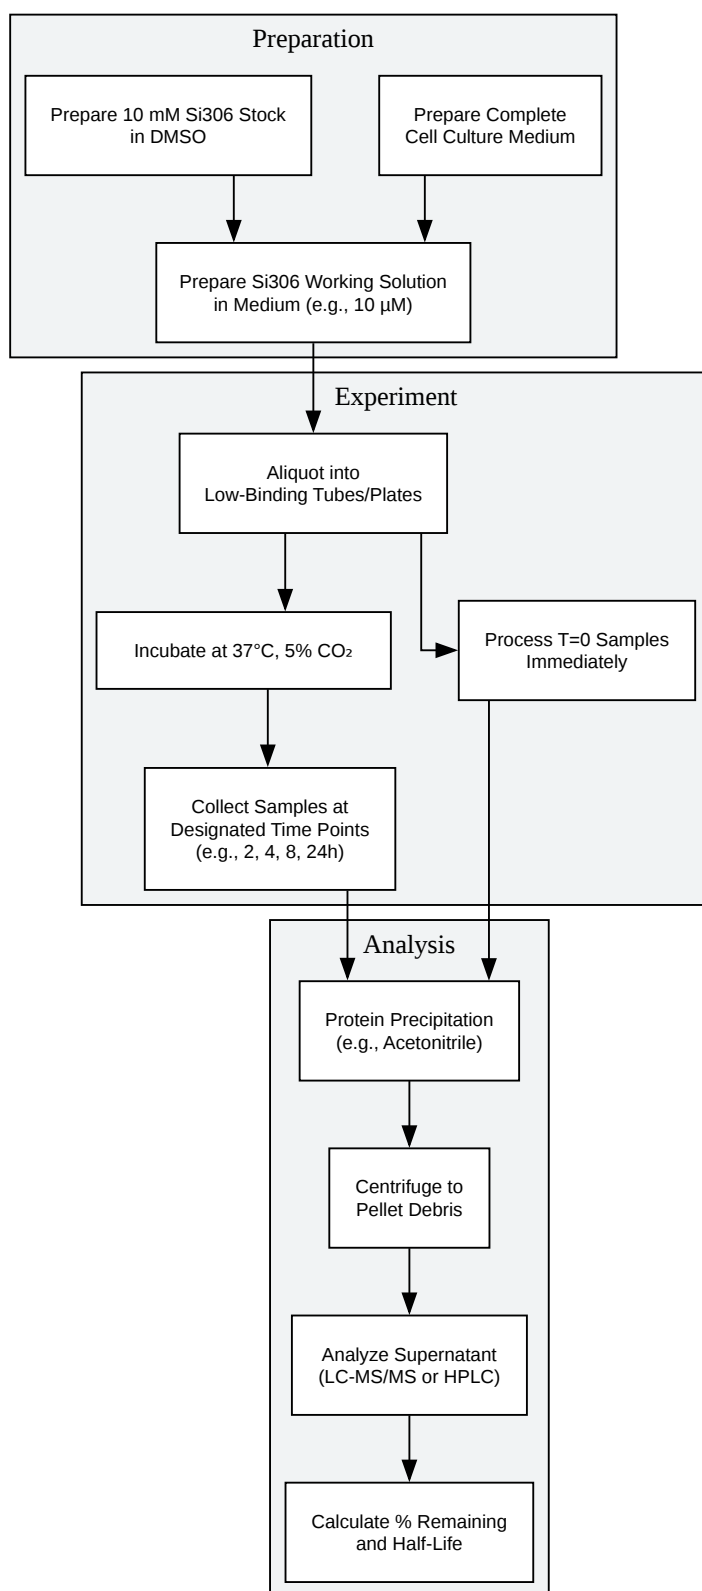 Preparation
Prepare 10 mM Si306 Stock
in DMSO
Prepare Complete
Cell Culture Medium
Prepare Si306 Working Solution
in Medium (e.g., 10 µM)
Experiment
Aliquot into
Low-Binding Tubes/Plates
Incubate at 37°C, 5% CO₂
Process T=0 Samples
Immediately
Collect Samples at
Designated Time Points
(e.g., 2, 4, 8, 24h)
Analysis
Protein Precipitation
(e.g., Acetonitrile)
Centrifuge to
Pellet Debris
Analyze Supernatant
(LC-MS/MS or HPLC)
Calculate % Remaining
and Half-Life